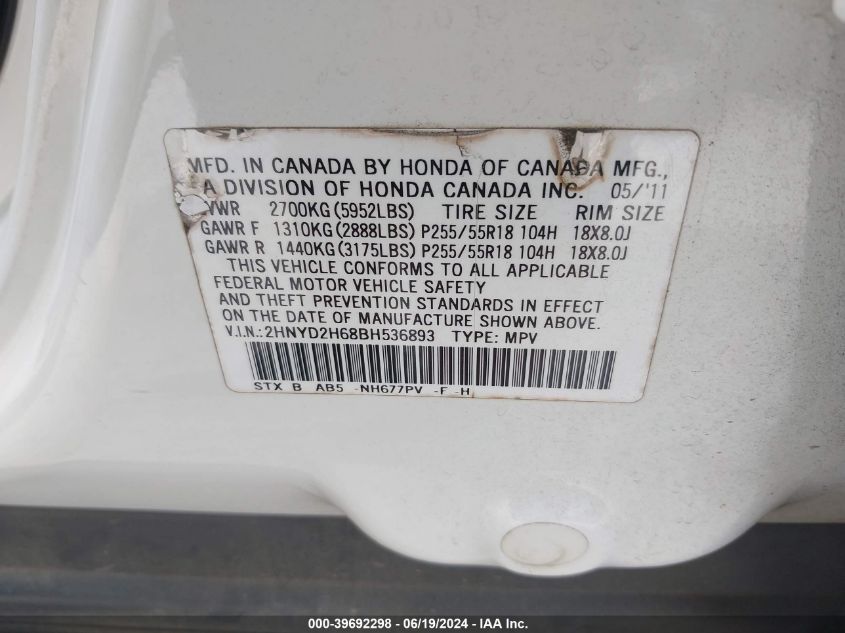 MFD. IN CANADA BY HONDA OF CANADA MFG.,
A DIVISION OF HONDA CANADA INC. 05/'11
VWR 2700KG(5952LBS) TIRE SIZE RIM SIZE
GAWR F 1310KG(2888LBS) P255/55R18 104H 18X8.0J
GAWR R 1440KG(3175LBS) P255/55R18 104H 18X8.0J
THIS VEHICLE CONFORMS TO ALL APPLICABLE
FEDERAL MOTOR VEHICLE SAFETY
AND THEFT PREVENTION STANDARDS IN EFFECT
ON THE DATE OF MANUFACTURE SHOWN ABOVE.
V.I.N.:2HNYD2H68BH536893 TYPE: MPV
STX B AB5 -NH677PV -F -H
000-39692298 - 06/19/2024 - IAA Inc.